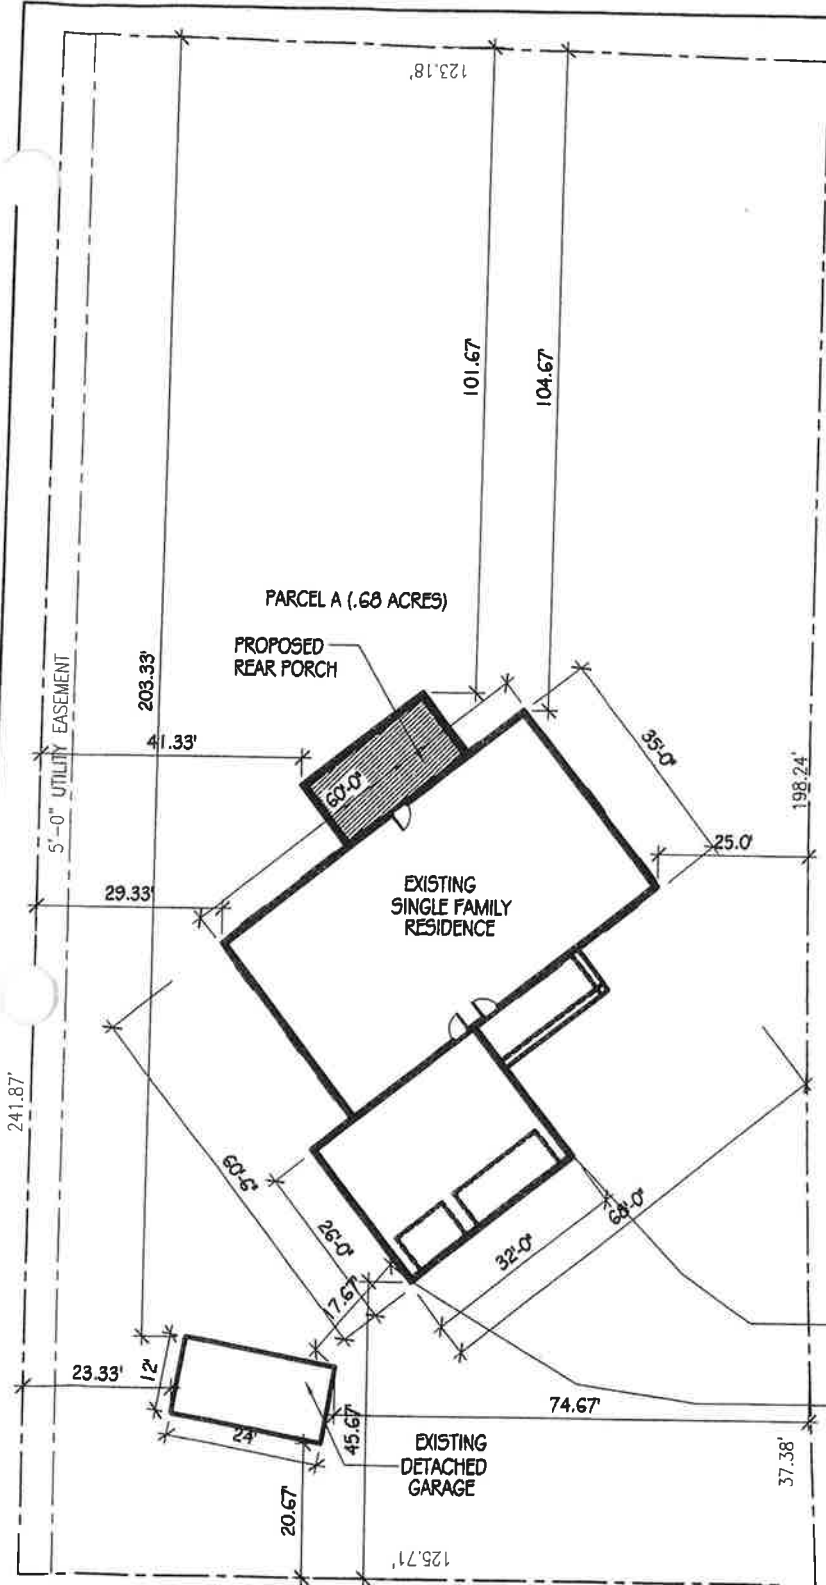 123.18'
101.67'
104.67'
PARCEL A (.68 ACRES)
PROPOSED
REAR PORCH
203.33'
5'-0" UTILITY EASEMENT
41.33'
60'-0"
35'-0"
198.24'
25.0'
29.33'
EXISTING
SINGLE FAMILY
RESIDENCE
241.87'
60'-6"
26'-0"
68'-0"
32'-0"
17.67'
23.33'
12'
74.67'
24'
45.67'
EXISTING
DETACHED
GARAGE
37.38'
20.67'
125.71'